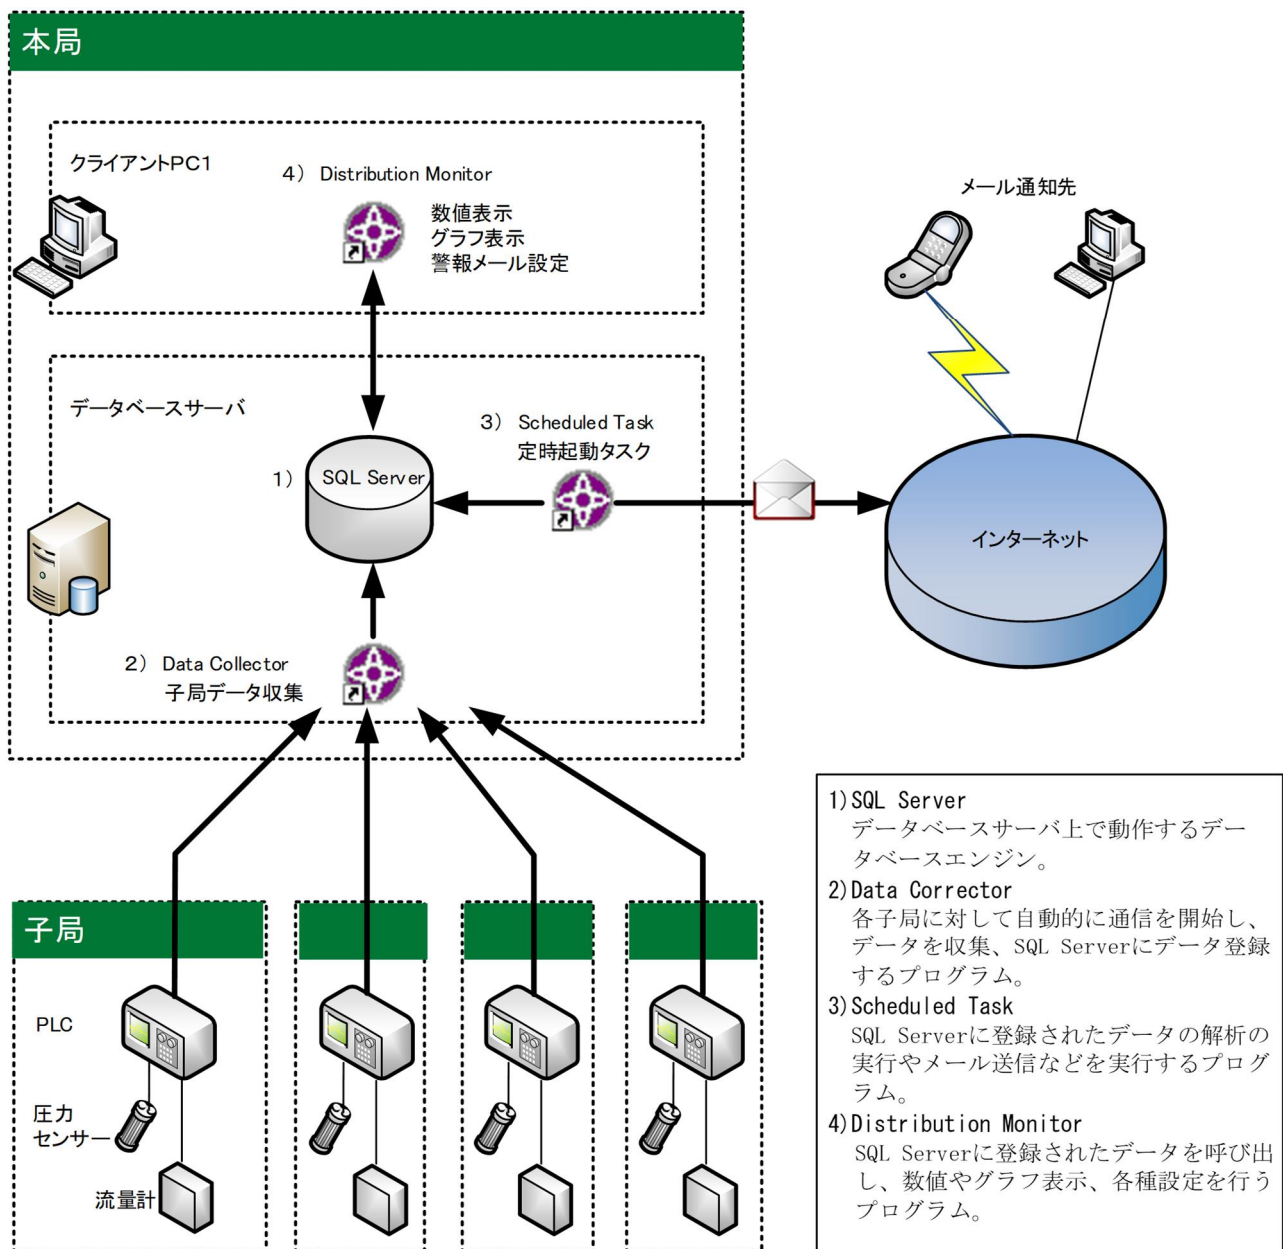 本局
クライアントPC1
4) Distribution Monitor
数値表示
グラフ表示
警報メール設定
メール通知先
データベースサーバ
3) Scheduled Task
定時起動タスク
1)
SQL Server
インターネット
2) Data Collector
子局データ収集
子局
PLC
圧力
センサー
流量計
1)SQL Server
データベースサーバ上で動作するデー
タベースエンジン。
2)Data Corrector
各子局に対して自動的に通信を開始し、
データを収集、SQL Serverにデータ登録
するプログラム。
3)Scheduled Task
SQL Serverに登録されたデータの解析の
実行やメール送信などを実行するプログ
ラム。
4)Distribution Monitor
SQL Serverに登録されたデータを呼び出
し、数値やグラフ表示、各種設定を行う
プログラム。